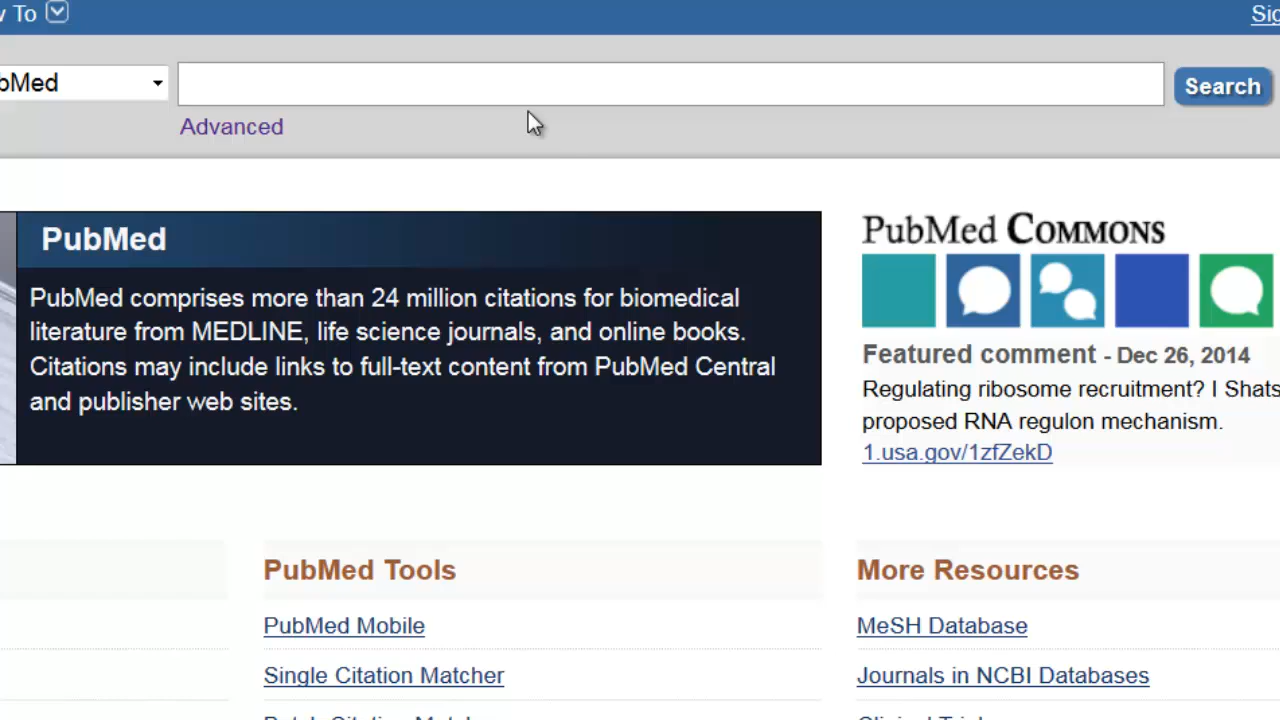 To
bMed
Search
Advanced
PubMed
PubMed comprises more than 24 million citations for biomedical
literature from MEDLINE, life science journals, and online books.
Citations may include links to full-text content from PubMed Central
and publisher web sites.
PubMed COMMONS
Featured comment - Dec 26, 2014
Regulating ribosome recruitment? I Shats
proposed RNA regulon mechanism.
1.usa.gov/1zfZekD
PubMed Tools
PubMed Mobile
Single Citation Matcher
More Resources
MeSH Database
Journals in NCBI Databases